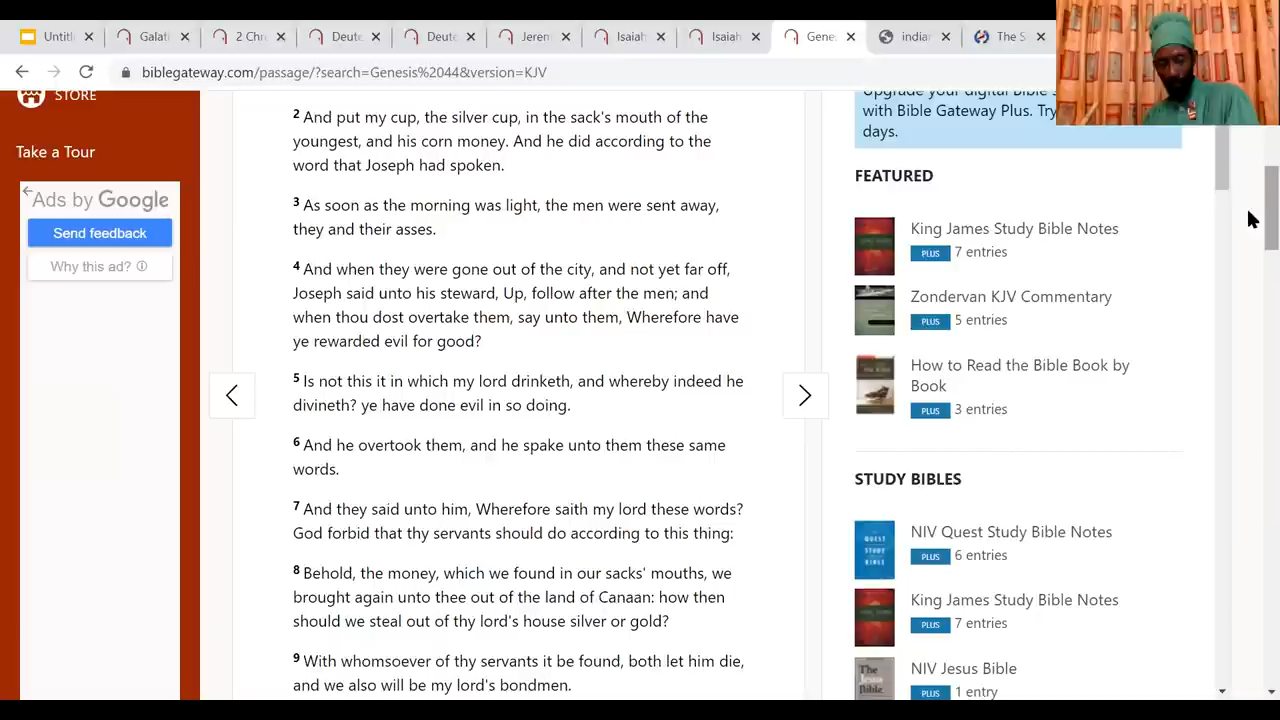 Untitl
Galati
2 Chr
Deute
Deute
Jerem
Isaiah
Isaiah
Gene
indian
The S
biblegateway.com/passage/?search=Genesis%2044&version=KJV
STORE
Take a Tour
Ads by Google
Send feedback
Why this ad?
2 And put my cup, the silver cup, in the sack's mouth of the
youngest, and his corn money. And he did according to the
word that Joseph had spoken.
3 As soon as the morning was light, the men were sent away,
they and their asses.
4 And when they were gone out of the city, and not yet far off,
Joseph said unto his steward, Up, follow after the men; and
when thou dost overtake them, say unto them, Wherefore have
ye rewarded evil for good?
5 Is not this it in which my lord drinketh, and whereby indeed he
divineth? ye have done evil in so doing.
6 And he overtook them, and he spake unto them these same
words.
7 And they said unto him, Wherefore saith my lord these words?
God forbid that thy servants should do according to this thing:
8 Behold, the money, which we found in our sacks' mouths, we
brought again unto thee out of the land of Canaan: how then
should we steal out of thy lord's house silver or gold?
9 With whomsoever of thy servants it be found, both let him die,
and we also will be my lord's bondmen.
Upgrade your digital Bible
with Bible Gateway Plus. Try
days.
FEATURED
King James Study Bible Notes
PLUS 7 entries
Zondervan KJV Commentary
PLUS 5 entries
How to Read the Bible Book by
Book
PLUS 3 entries
STUDY BIBLES
NIV Quest Study Bible Notes
QUEST
STUDY
BIBLE
PLUS 6 entries
King James Study Bible Notes
PLUS 7 entries
NIV Jesus Bible
The
Jesus
Bible
PLUS 1 entry